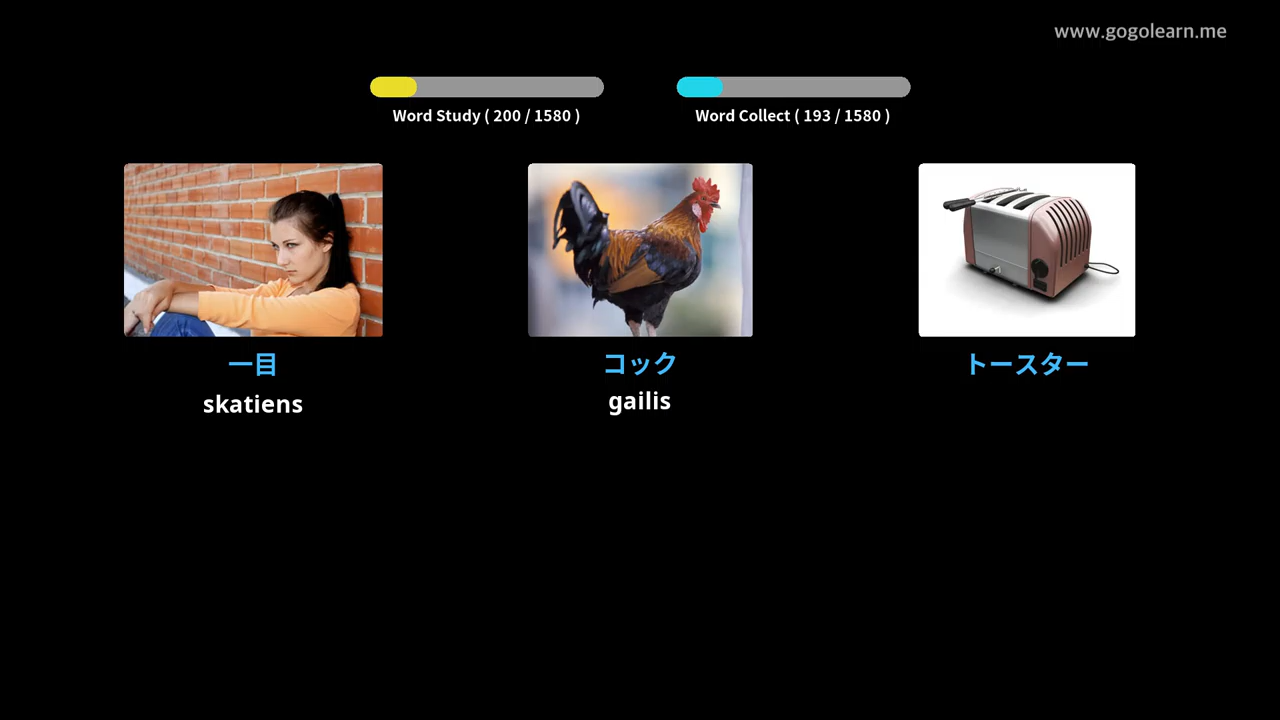 www.gogolearn.me
Word Study ( 200 / 1580 )
Word Collect ( 193 / 1580 )
一目
コック
トースター
skatiens
gailis